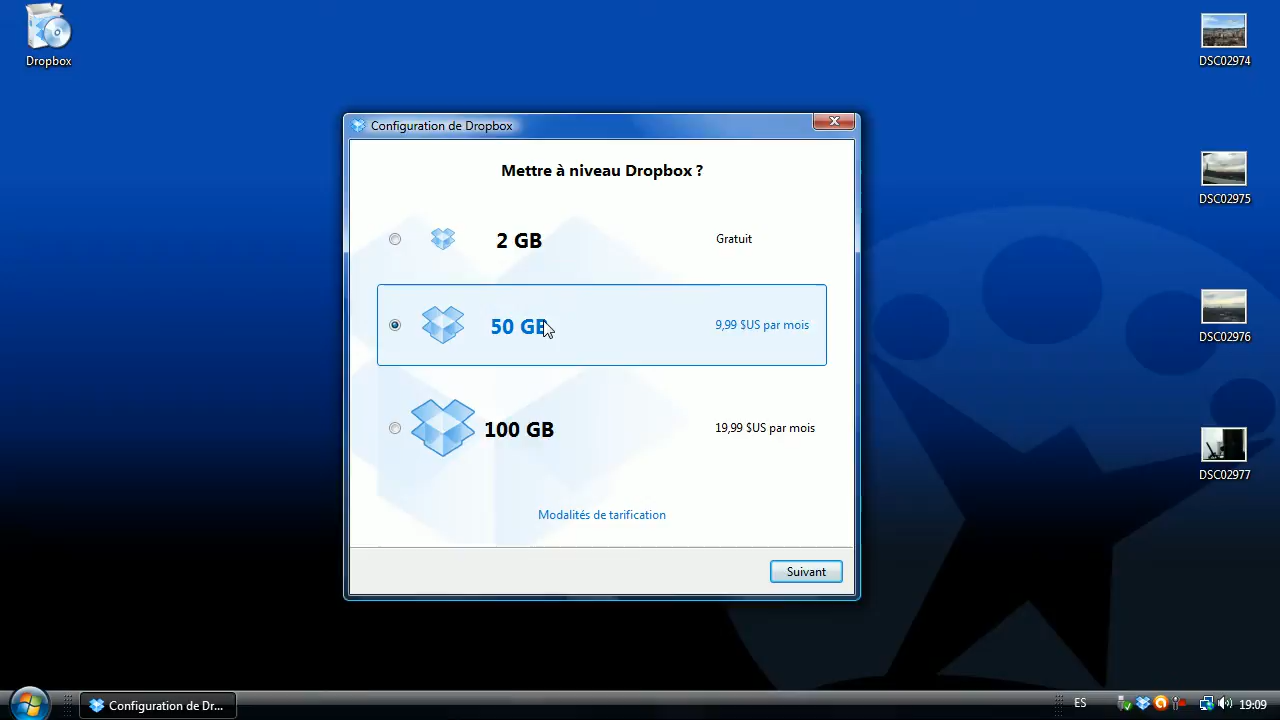 Dropbox
DSC02974
Configuration de Dropbox
Mettre à niveau Dropbox ?
DSC02975
2 GB
Gratuit
50 GB
9,99 $US par mois
DSC02976
100 GB
19,99 $US par mois
DSC02977
Modalités de tarification
Suivant
Configuration de Dr...
ES
19:09